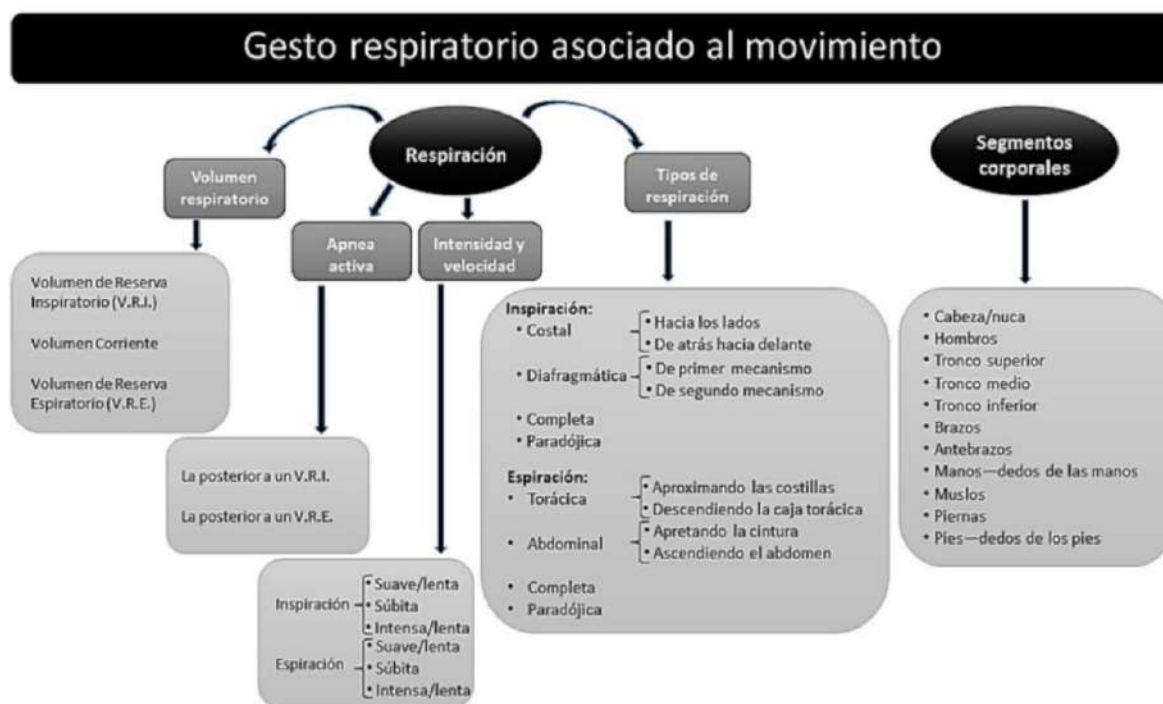 Gesto respiratorio asociado al movimiento
Respiración
Volumen
respiratorio
Volumen de Reserva
Inspiratorio (V.R.I.)
Volumen Corriente
Volumen de Reserva
Espiratorio (V.R.E.)
Apnea
activa
La posterior a un V.R.I.
La posterior a un V.R.E.
Intensidad y
velocidad
Inspiración
• Suave/lenta
• Súbita
• Intensa/lenta
Espiración
• Suave/lenta
• Súbita
• Intensa/lenta
Tipos de
respiración
Inspiración:
• Costal
• Hacia los lados
• De atrás hacia delante
• Diafragmática
• De primer mecanismo
• De segundo mecanismo
• Completa
• Paradójica
Espiración:
• Torácica
• Aproximando las costillas
• Descendiendo la caja torácica
• Abdominal
• Apretando la cintura
• Ascendiendo el abdomen
• Completa
• Paradójica
Segmentos
corporales
• Cabeza/nuca
• Hombros
• Tronco superior
• Tronco medio
• Tronco inferior
• Brazos
• Antebrazos
• Manos—dedos de las manos
• Muslos
• Piernas
• Pies—dedos de los pies